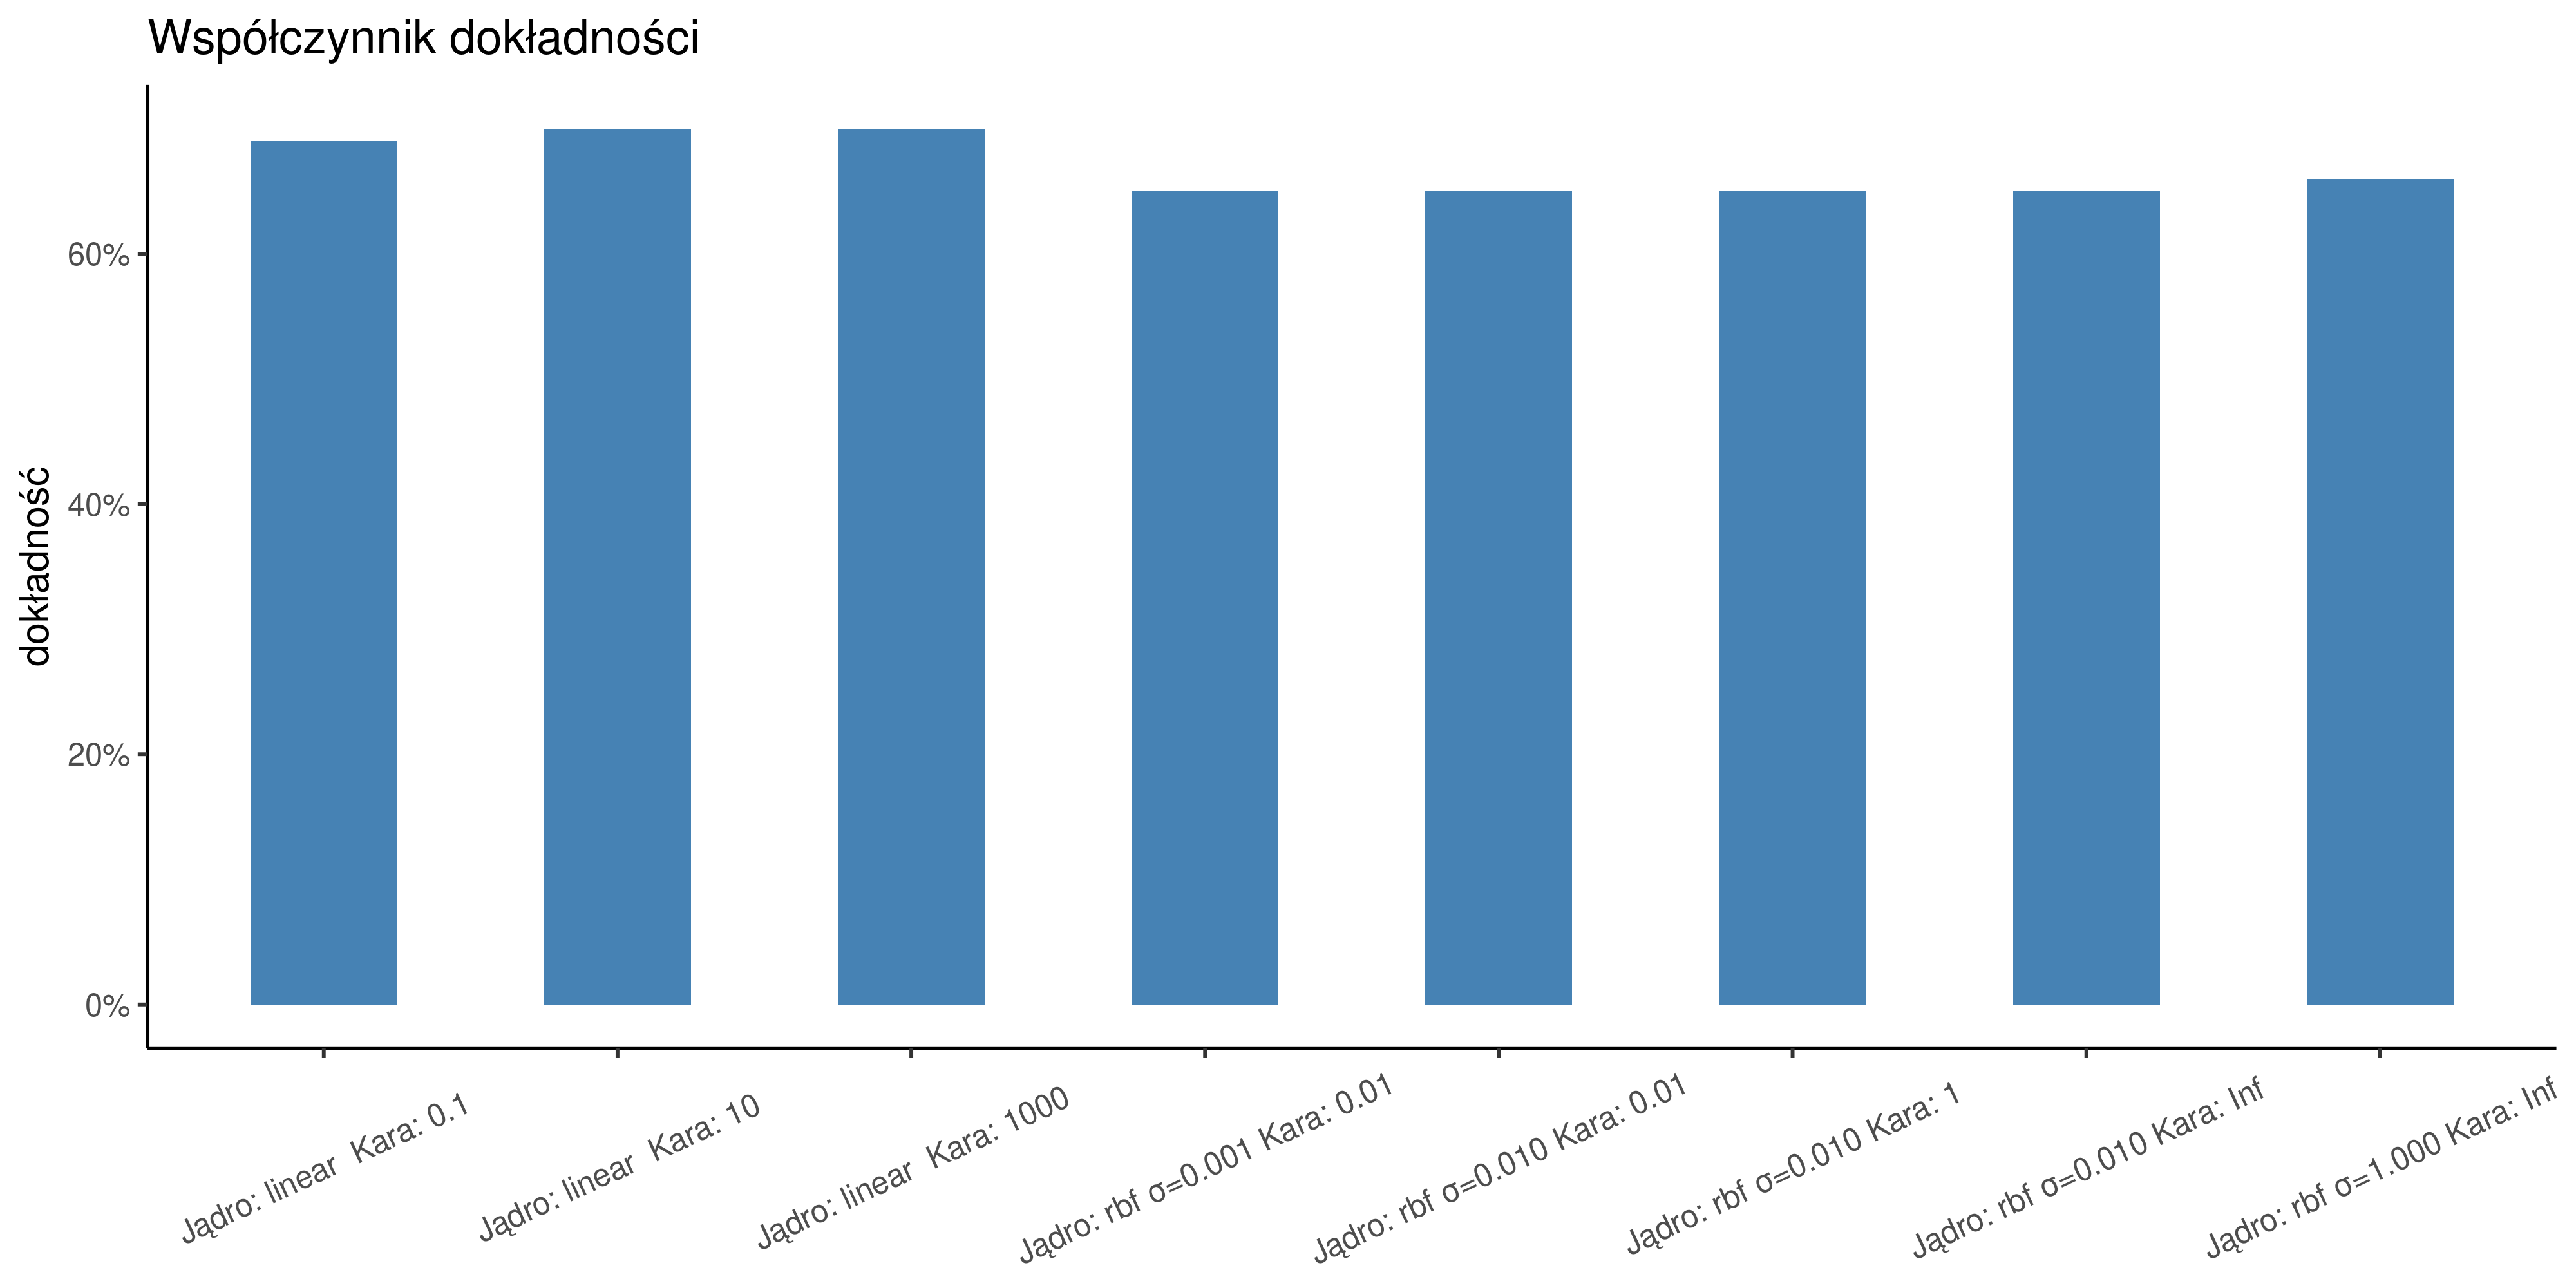 Współczynnik dokładności
dokładność
60%
40%
20%
0%
Jądro: linear  Kara: 0.1
Jądro: linear  Kara: 10
Jądro: linear  Kara: 1000
Jądro: rbf σ=0.001 Kara: 0.01
Jądro: rbf σ=0.010 Kara: 0.01
Jądro: rbf σ=0.010 Kara: 1
Jądro: rbf σ=0.010 Kara: Inf
Jądro: rbf σ=1.000 Kara: Inf